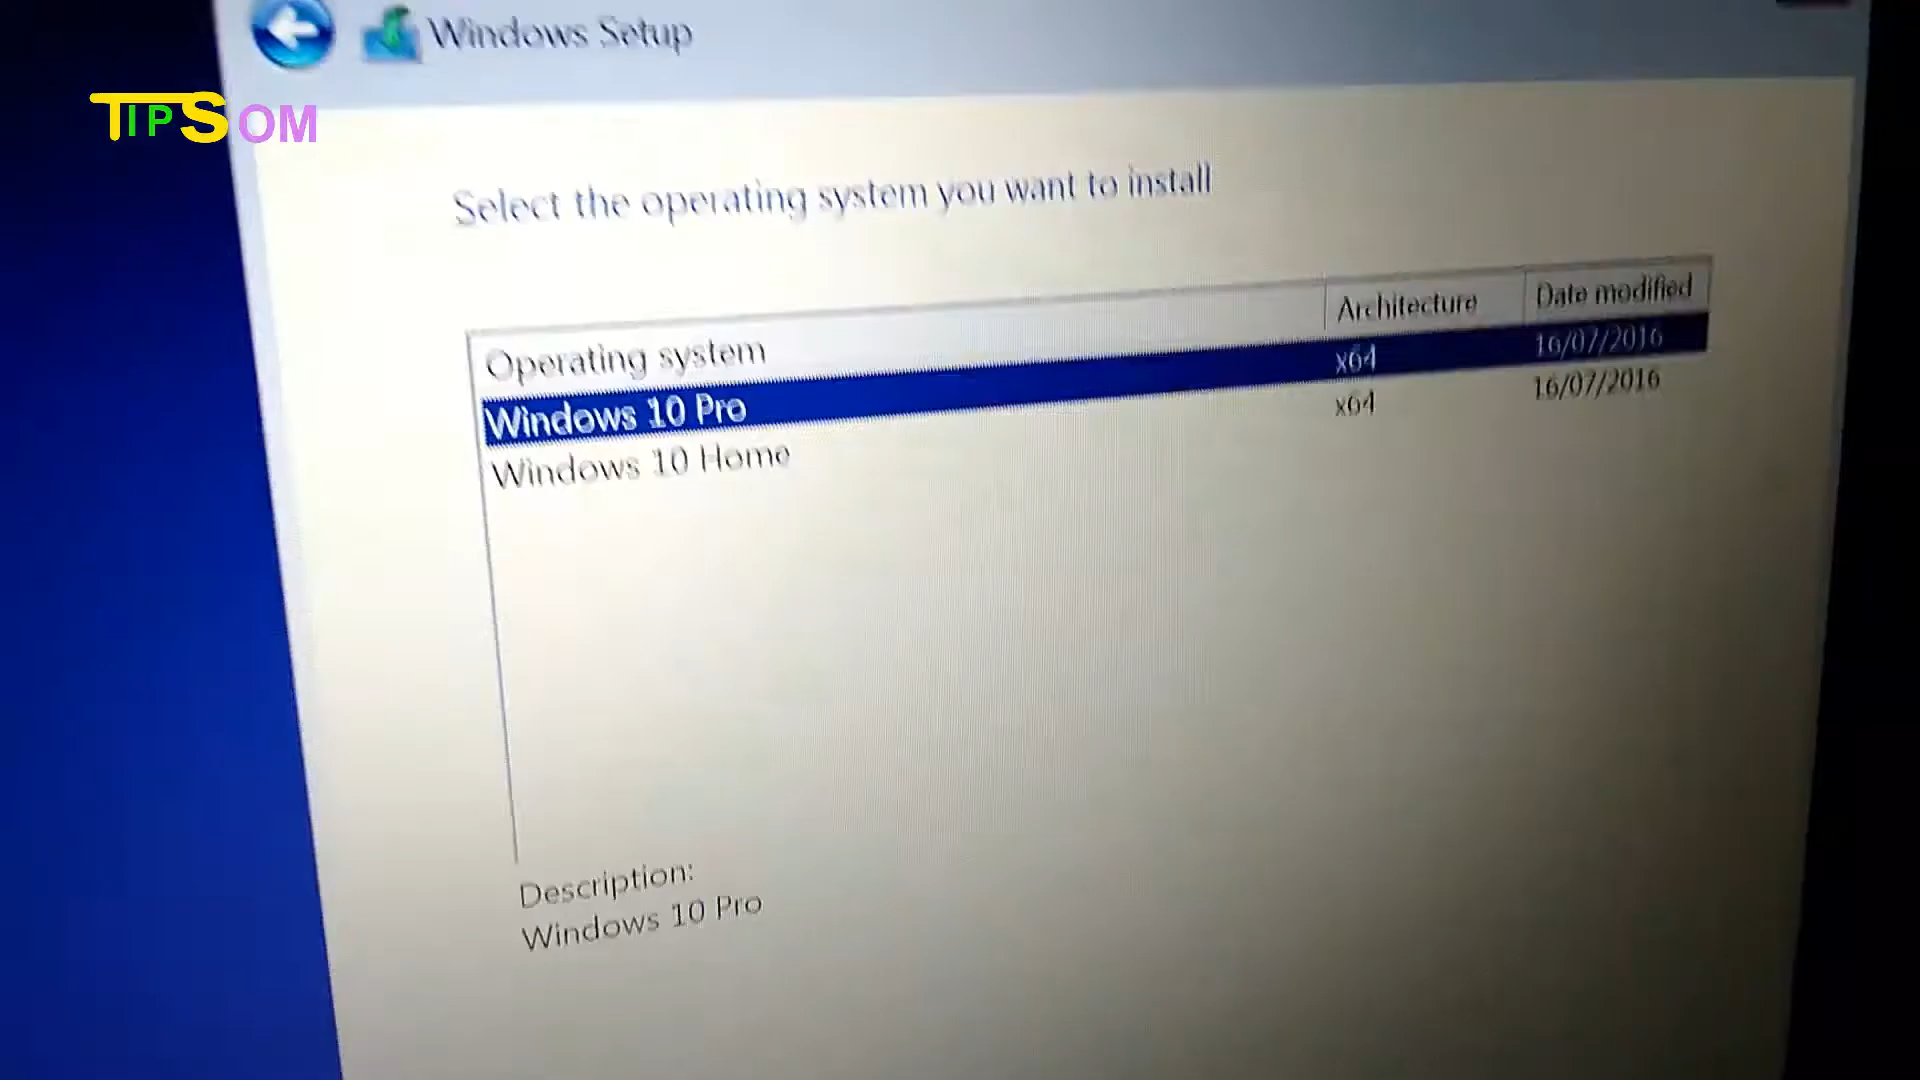 Windows Setup
TIPSOM
Select the operating system you want to install
Operating system Architecture Date modified
Windows 10 Pro x64 16/07/2016
Windows 10 Home x64 16/07/2016
Description:
Windows 10 Pro